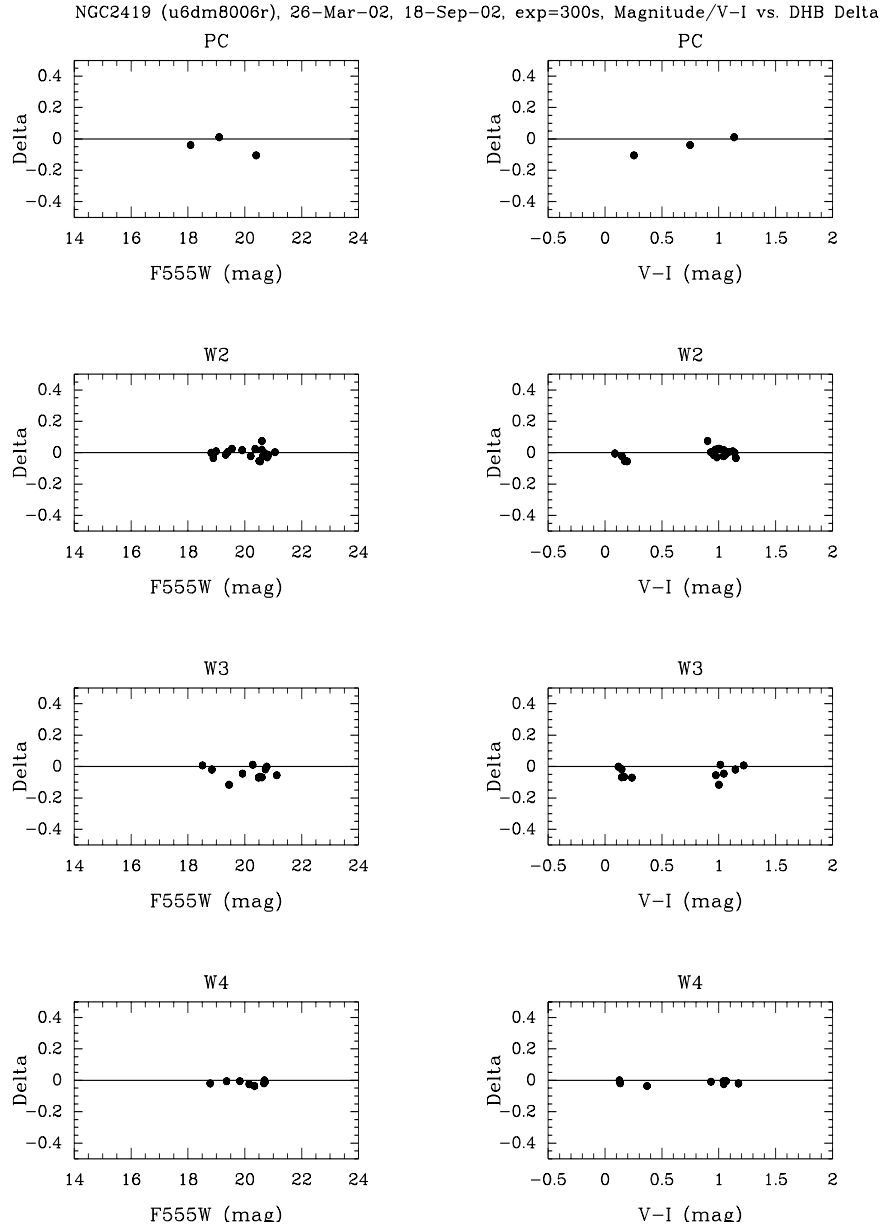 NGC2419 (u6dm8006r), 26-Mar-02, 18-Sep-02, exp=300s, Magnitude/V-I vs. DHB Delta
PC PC
0.4 0.4
0.2 0.2
0 0
−0.2 −0.2
−0.4 −0.4
Delta Delta
14 16 18 20 22 24 −0.5 0 0.5 1 1.5 2
F555W (mag) V−I (mag)
W2 W2
0.4 0.4
0.2 0.2
0 0
−0.2 −0.2
−0.4 −0.4
Delta Delta
14 16 18 20 22 24 −0.5 0 0.5 1 1.5 2
F555W (mag) V−I (mag)
W3 W3
0.4 0.4
0.2 0.2
0 0
−0.2 −0.2
−0.4 −0.4
Delta Delta
14 16 18 20 22 24 −0.5 0 0.5 1 1.5 2
F555W (mag) V−I (mag)
W4 W4
0.4 0.4
0.2 0.2
0 0
−0.2 −0.2
−0.4 −0.4
Delta Delta
14 16 18 20 22 24 −0.5 0 0.5 1 1.5 2
F555W (mag) V−I (mag)